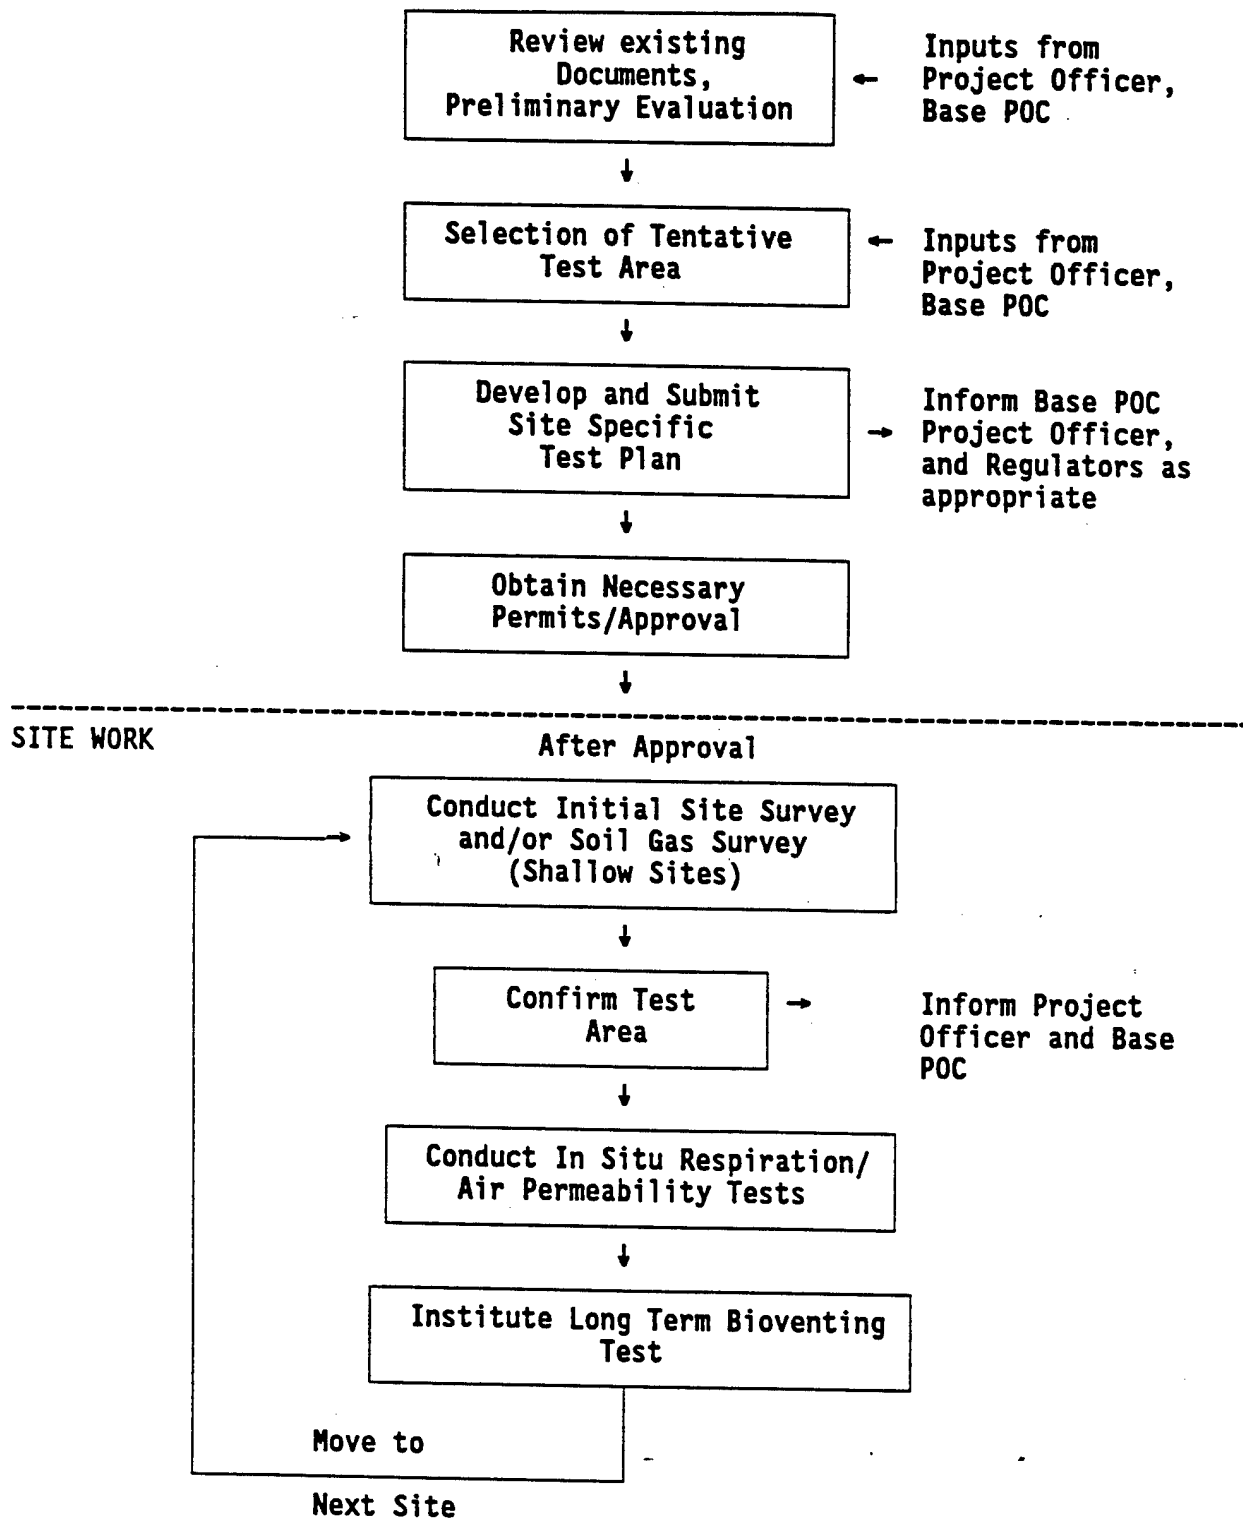 Review existing
Documents,
Preliminary Evaluation
Inputs from
Project Officer,
Base POC
Selection of Tentative
Test Area
Inputs from
Project Officer,
Base POC
Develop and Submit
Site Specific
Test Plan
Inform Base POC
Project Officer,
and Regulators as
appropriate
Obtain Necessary
Permits/Approval
SITE WORK
After Approval
Conduct Initial Site Survey
and/or Soil Gas Survey
(Shallow Sites)
Confirm Test
Area
Inform Project
Officer and Base
POC
Conduct In Situ Respiration/
Air Permeability Tests
Institute Long Term Bioventing
Test
Move to
Next Site